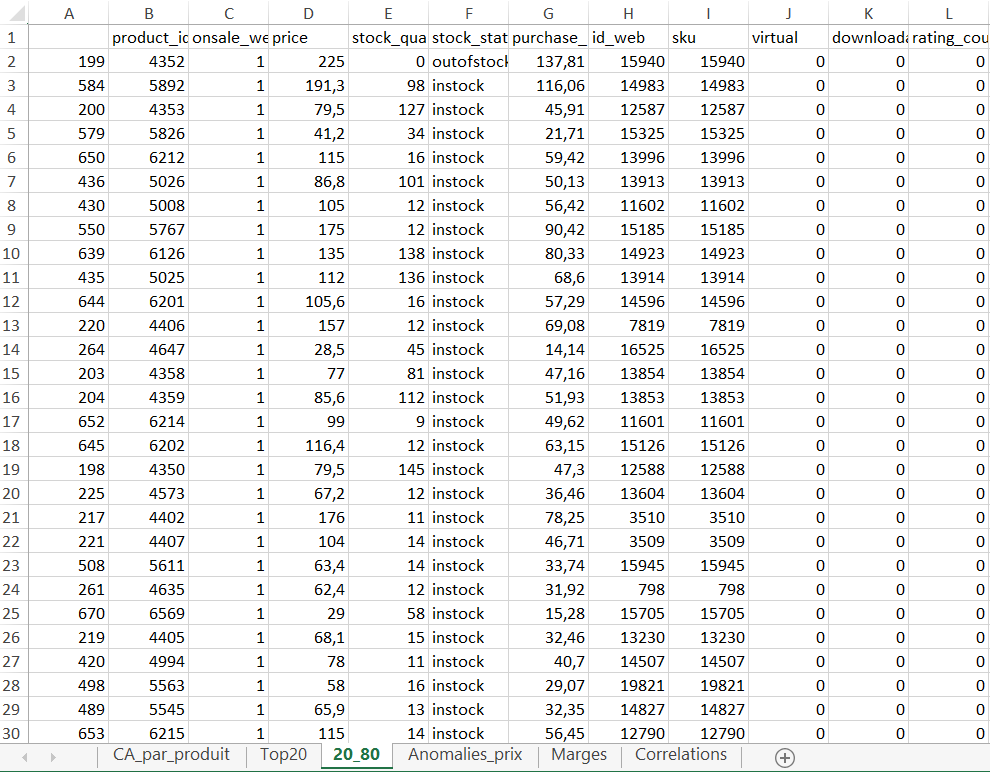 A B C D E F G H I J K L
1 product_id onsale_we price stock_qua stock_stat purchase_ id_web sku virtual downloada rating_cou
2 199 4352 1 225 0 outofstock 137,81 15940 15940 0 0 0
3 584 5892 1 191,3 98 instock 116,06 14983 14983 0 0 0
4 200 4353 1 79,5 127 instock 45,91 12587 12587 0 0 0
5 579 5826 1 41,2 34 instock 21,71 15325 15325 0 0 0
6 650 6212 1 115 16 instock 59,42 13996 13996 0 0 0
7 436 5026 1 86,8 101 instock 50,13 13913 13913 0 0 0
8 430 5008 1 105 12 instock 56,42 11602 11602 0 0 0
9 550 5767 1 175 12 instock 90,42 15185 15185 0 0 0
10 639 6126 1 135 138 instock 80,33 14923 14923 0 0 0
11 435 5025 1 112 136 instock 68,6 13914 13914 0 0 0
12 644 6201 1 105,6 16 instock 57,29 14596 14596 0 0 0
13 220 4406 1 157 12 instock 69,08 7819 7819 0 0 0
14 264 4647 1 28,5 45 instock 14,14 16525 16525 0 0 0
15 203 4358 1 77 81 instock 47,16 13854 13854 0 0 0
16 204 4359 1 85,6 112 instock 51,93 13853 13853 0 0 0
17 652 6214 1 99 9 instock 49,62 11601 11601 0 0 0
18 645 6202 1 116,4 12 instock 63,15 15126 15126 0 0 0
19 198 4350 1 79,5 145 instock 47,3 12588 12588 0 0 0
20 225 4573 1 67,2 12 instock 36,46 13604 13604 0 0 0
21 217 4402 1 176 11 instock 78,25 3510 3510 0 0 0
22 221 4407 1 104 14 instock 46,71 3509 3509 0 0 0
23 508 5611 1 63,4 14 instock 33,74 15945 15945 0 0 0
24 261 4635 1 62,4 12 instock 31,92 798 798 0 0 0
25 670 6569 1 29 58 instock 15,28 15705 15705 0 0 0
26 219 4405 1 68,1 15 instock 32,46 13230 13230 0 0 0
27 420 4994 1 78 11 instock 40,7 14507 14507 0 0 0
28 498 5563 1 58 16 instock 29,07 19821 19821 0 0 0
29 489 5545 1 65,9 13 instock 32,35 14827 14827 0 0 0
30 653 6215 1 115 14 instock 56,45 12790 12790 0 0 0
CA_par_produit Top20 20_80 Anomalies_prix Marges Correlations